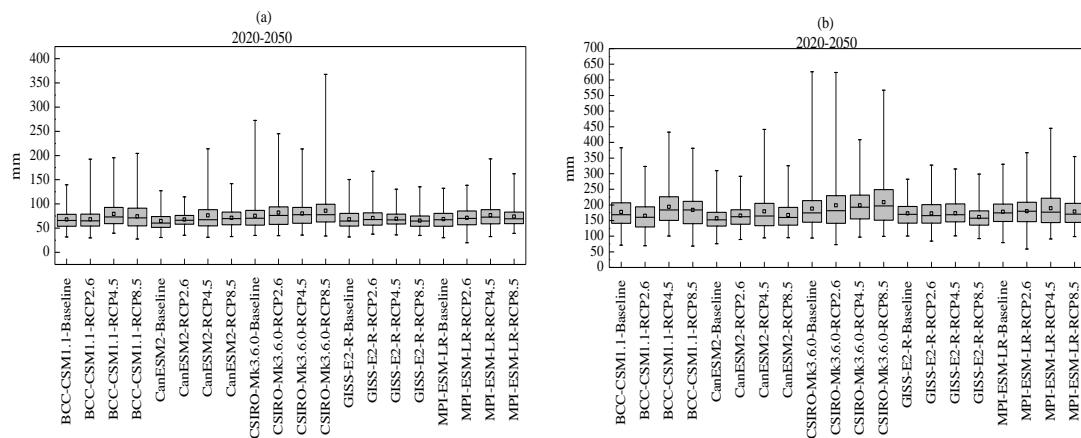 (a)
2020-2050
400
350
300
250
200
150
100
50
0
mm
BCC-CSM1.1-Baseline
BCC-CSM1.1-RCP2.6
BCC-CSM1.1-RCP4.5
BCC-CSM1.1-RCP8.5
CanESM2-Baseline
CanESM2-RCP2.6
CanESM2-RCP4.5
CanESM2-RCP8.5
CSIRO-Mk3.6.0-Baseline
CSIRO-Mk3.6.0-RCP2.6
CSIRO-Mk3.6.0-RCP4.5
CSIRO-Mk3.6.0-RCP8.5
GISS-E2-R-Baseline
GISS-E2-R-RCP2.6
GISS-E2-R-RCP4.5
GISS-E2-R-RCP8.5
MPI-ESM-LR-Baseline
MPI-ESM-LR-RCP2.6
MPI-ESM-LR-RCP4.5
MPI-ESM-LR-RCP8.5
(b)
2020-2050
700
650
600
550
500
450
400
350
300
250
200
150
100
50
0
mm
BCC-CSM1.1-Baseline
BCC-CSM1.1-RCP2.6
BCC-CSM1.1-RCP4.5
BCC-CSM1.1-RCP8.5
CanESM2-Baseline
CanESM2-RCP2.6
CanESM2-RCP4.5
CanESM2-RCP8.5
CSIRO-Mk3.6.0-Baseline
CSIRO-Mk3.6.0-RCP2.6
CSIRO-Mk3.6.0-RCP4.5
CSIRO-Mk3.6.0-RCP8.5
GISS-E2-R-Baseline
GISS-E2-R-RCP2.6
GISS-E2-R-RCP4.5
GISS-E2-R-RCP8.5
MPI-ESM-LR-Baseline
MPI-ESM-LR-RCP2.6
MPI-ESM-LR-RCP4.5
MPI-ESM-LR-RCP8.5